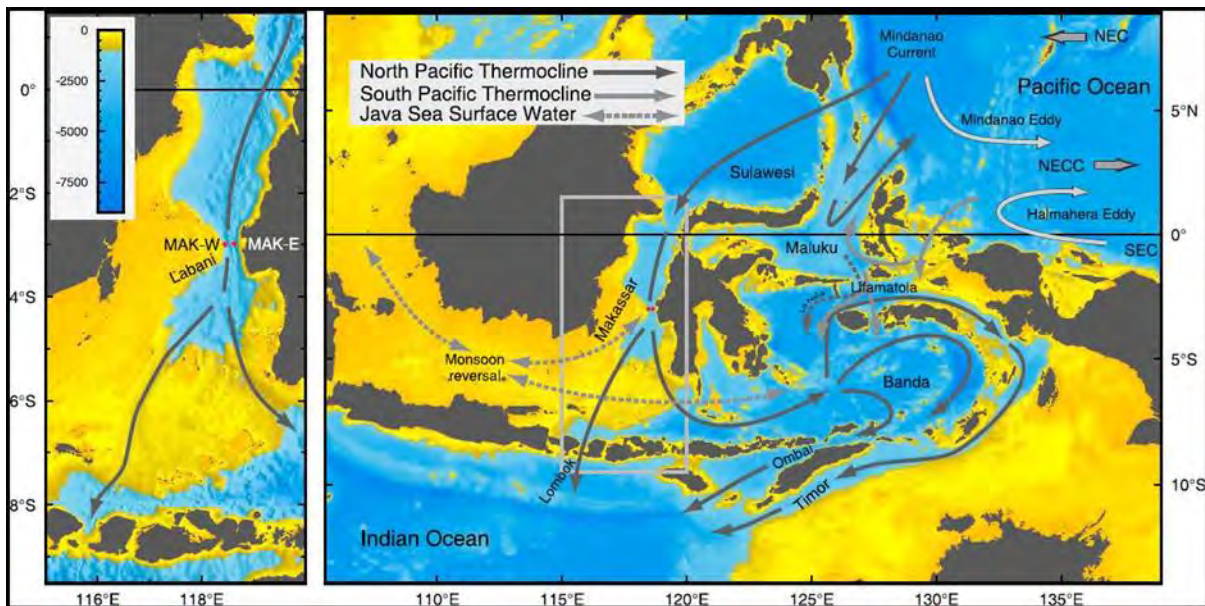 0
-2500
-5000
-7500
0°
2°S
4°S
6°S
8°S
116°E
118°E
MAK-W
MAK-E
Labani
North Pacific Thermocline
South Pacific Thermocline
Java Sea Surface Water
Mindanao
Current
NEC
Pacific Ocean
5°N
Mindanao Eddy
NECC
Sulawesi
Halmahera Eddy
0°
Maluku
SEC
Lifamatola
Makassar
Monsoon
reversal
5°S
Banda
Lombok
Ombai
Timor
10°S
Indian Ocean
110°E
115°E
120°E
125°E
130°E
135°E